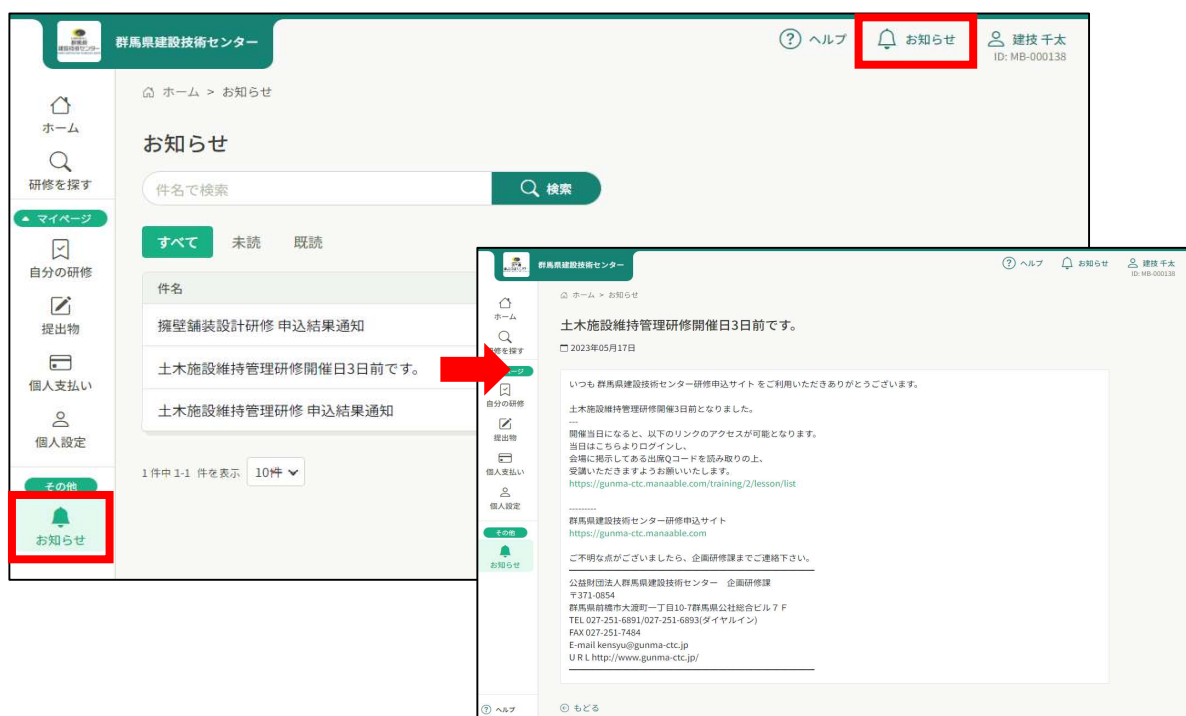 群馬県建設技術センター
ヘルプ
お知らせ
建技 千太
ID: MB-000138
ホーム
研修を探す
マイページ
自分の研修
提出物
個人支払い
個人設定
その他
お知らせ
ホーム > お知らせ
お知らせ
件名で検索
検索
すべて 未読 既読
件名
擁壁舗装設計研修 申込結果通知
土木施設維持管理研修開催日3日前です。
土木施設維持管理研修 申込結果通知
1 件中 1-1 件を表示 10件
群馬県建設技術センター
ヘルプ
お知らせ
建技 千太
ID: MB-000138
ホーム
修を探す
自分の研修
提出物
個人支払い
個人設定
その他
お知らせ
ヘルプ
ホーム > お知らせ
土木施設維持管理研修開催日3日前です。
2023年05月17日
いつも 群馬県建設技術センター研修申込サイト をご利用いただきありがとうございます。
土木施設維持管理研修開催3日前となりました。
---
開催当日になると、以下のリンクのアクセスが可能となります。
当日はこちらよりログインし、
会場に掲示してある出席Qコードを読み取りの上、
受講いただきますようお願いいたします。
https://gunma-ctc.manaable.com/training/2/lesson/list
---------
群馬県建設技術センター研修申込サイト
https://gunma-ctc.manaable.com
ご不明な点がございましたら、企画研修課までご連絡下さい。
公益財団法人群馬県建設技術センター 企画研修課
〒371-0854
群馬県前橋市大渡町一丁目10-7群馬県公社総合ビル７Ｆ
TEL 027-251-6891/027-251-6893(ダイヤルイン)
FAX 027-251-7484
E-mail kensyu@gunma-ctc.jp
U R L http://www.gunma-ctc.jp/
もどる